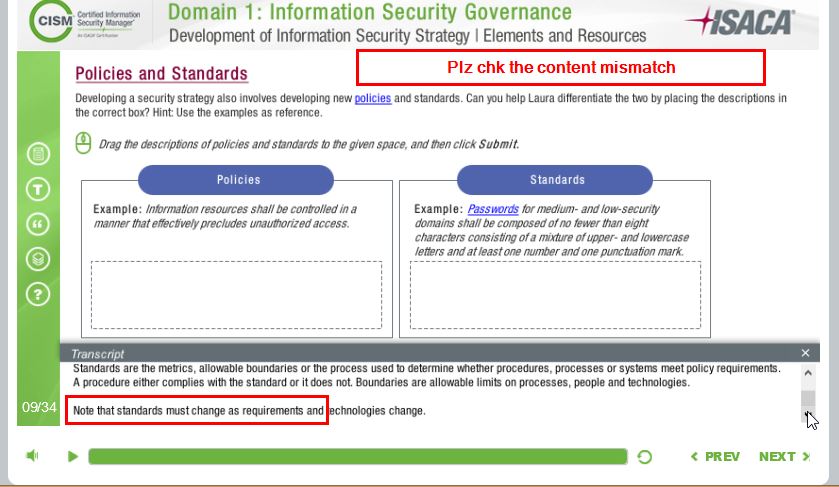 CISM Certified Information Security Manager®
An ISACA® Certification
Domain 1: Information Security Governance
Development of Information Security Strategy | Elements and Resources
ISACA®
Policies and Standards
Plz chk the content mismatch
Developing a security strategy also involves developing new policies and standards. Can you help Laura differentiate the two by placing the descriptions in
the correct box? Hint: Use the examples as reference.
Drag the descriptions of policies and standards to the given space, and then click Submit.
Policies
Example: Information resources shall be controlled in a
manner that effectively precludes unauthorized access.
Standards
Example: Passwords for medium- and low-security
domains shall be composed of no fewer than eight
characters consisting of a mixture of upper- and lowercase
letters and at least one number and one punctuation mark.
T
?
Transcript
Standards are the metrics, allowable boundaries or the process used to determine whether procedures, processes or systems meet policy requirements.
A procedure either complies with the standard or it does not. Boundaries are allowable limits on processes, people and technologies.
09/34
Note that standards must change as requirements and technologies change.
PREV
NEXT